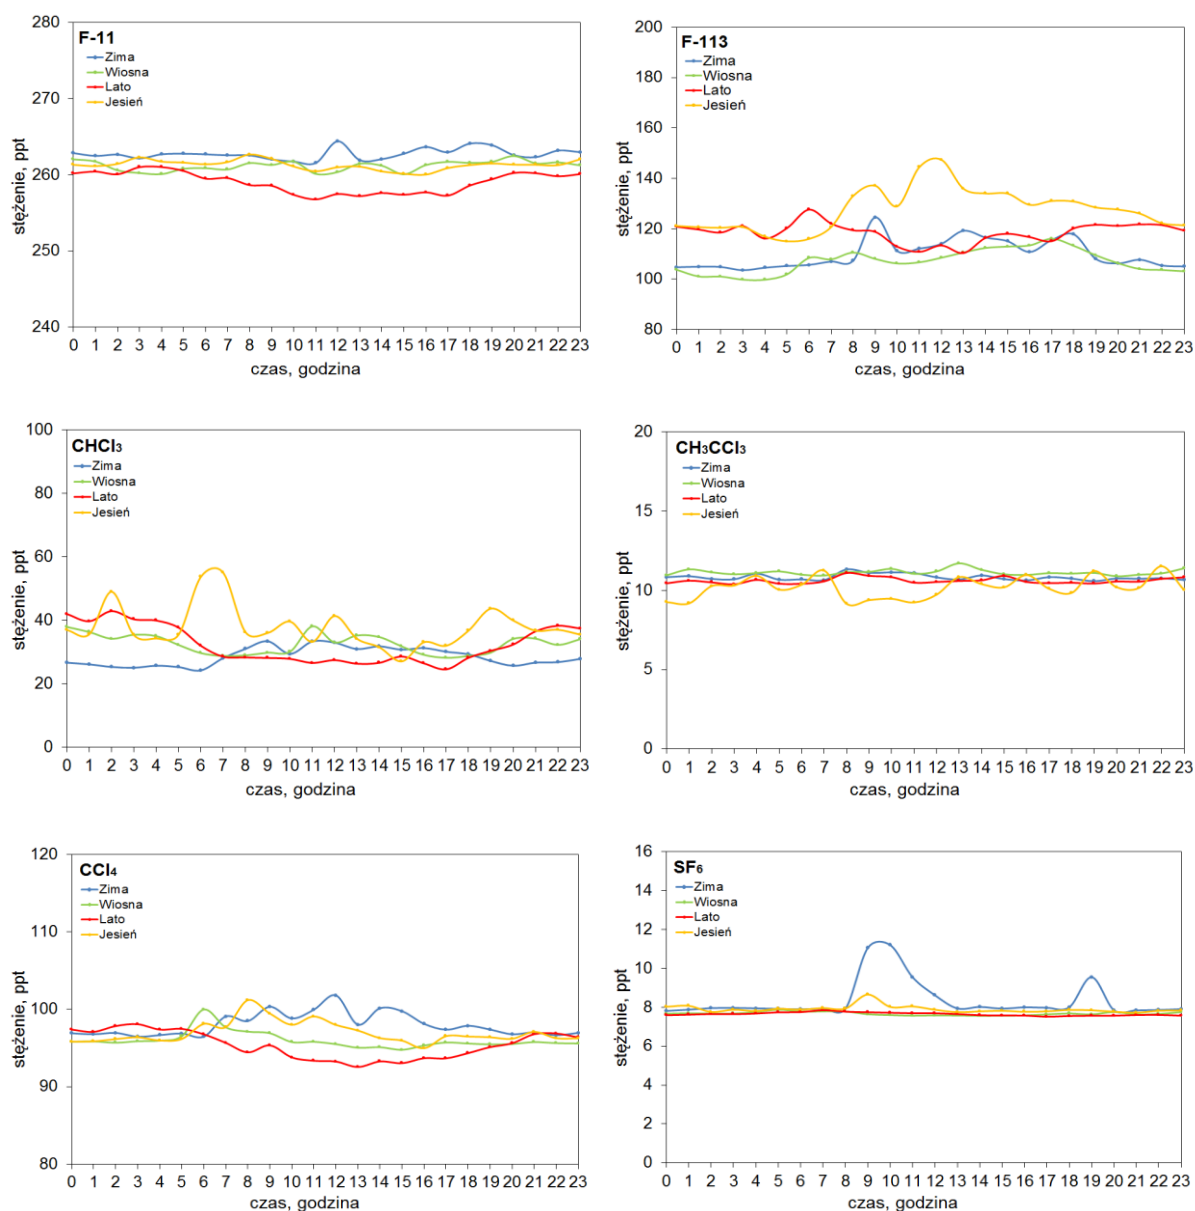 F-11
Zima
Wiosna
Lato
Jesień
stężenie, ppt
280
270
260
250
240
0 1 2 3 4 5 6 7 8 9 10 11 12 13 14 15 16 17 18 19 20 21 22 23
czas, godzina
F-113
Zima
Wiosna
Lato
Jesień
stężenie, ppt
200
180
160
140
120
100
80
0 1 2 3 4 5 6 7 8 9 10 11 12 13 14 15 16 17 18 19 20 21 22 23
czas, godzina
CHCl₃
Zima
Wiosna
Lato
Jesień
stężenie, ppt
100
80
60
40
20
0
0 1 2 3 4 5 6 7 8 9 10 11 12 13 14 15 16 17 18 19 20 21 22 23
czas, godzina
CH₃CCl₃
Zima
Wiosna
Lato
Jesień
stężenie, ppt
20
15
10
5
0
0 1 2 3 4 5 6 7 8 9 10 11 12 13 14 15 16 17 18 19 20 21 22 23
czas, godzina
CCl₄
Zima
Wiosna
Lato
Jesień
stężenie, ppt
120
110
100
90
80
0 1 2 3 4 5 6 7 8 9 10 11 12 13 14 15 16 17 18 19 20 21 22 23
czas, godzina
SF₆
Zima
Wiosna
Lato
Jesień
stężenie, ppt
16
14
12
10
8
6
4
2
0
0 1 2 3 4 5 6 7 8 9 10 11 12 13 14 15 16 17 18 19 20 21 22 23
czas, godzina